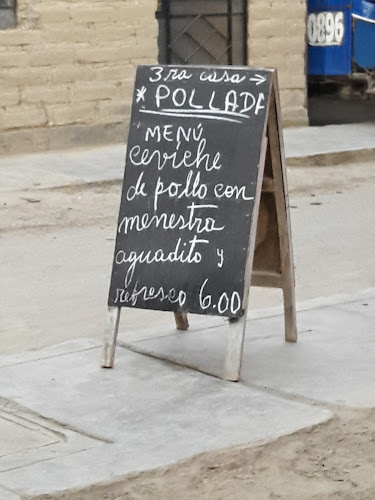 3ra casa →
* POLLADA
MENÚ
ceviche
de pollo con
menestra
aguadito y
refresco 6.00
0896